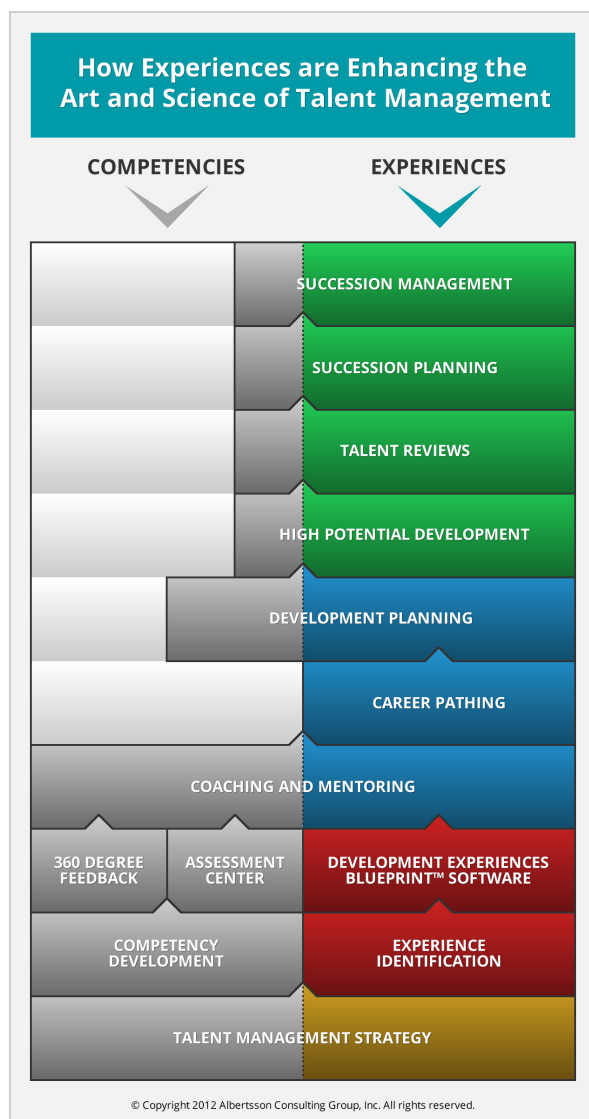 How Experiences are Enhancing the
Art and Science of Talent Management
COMPETENCIES
EXPERIENCES
SUCCESSION MANAGEMENT
SUCCESSION PLANNING
TALENT REVIEWS
HIGH POTENTIAL DEVELOPMENT
DEVELOPMENT PLANNING
CAREER PATHING
COACHING AND MENTORING
360 DEGREE
FEEDBACK
ASSESSMENT
CENTER
DEVELOPMENT EXPERIENCES
BLUEPRINT™ SOFTWARE
COMPETENCY
DEVELOPMENT
EXPERIENCE
IDENTIFICATION
TALENT MANAGEMENT STRATEGY
© Copyright 2012 Albertsson Consulting Group, Inc. All rights reserved.